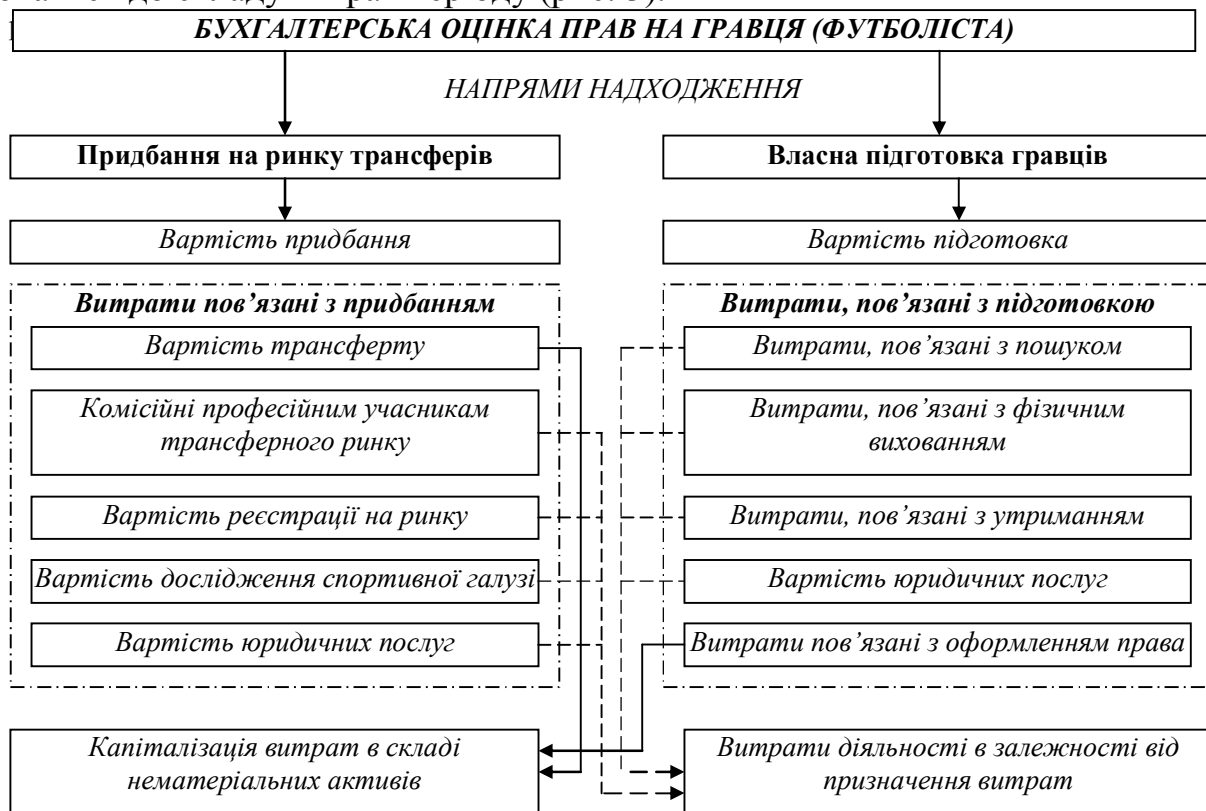 БУХГАЛТЕРСЬКА ОЦІНКА ПРАВ НА ГРАВЦЯ (ФУТБОЛІСТА)
НАПРЯМИ НАДХОДЖЕННЯ
Придбання на ринку трансферів
Вартість придбання
Витрати пов’язані з придбанням
Вартість трансферту
Комісійні професійним учасникам
трансферного ринку
Вартість реєстрації на ринку
Вартість дослідження спортивної галузі
Вартість юридичних послуг
Капіталізація витрат в складі
нематеріальних активів
Власна підготовка гравців
Вартість підготовка
Витрати, пов’язані з підготовкою
Витрати, пов’язані з пошуком
Витрати, пов’язані з фізичним
вихованням
Витрати, пов’язані з утриманням
Вартість юридичних послуг
Витрати пов’язані з оформленням права
Витрати діяльності в залежності від
призначення витрат